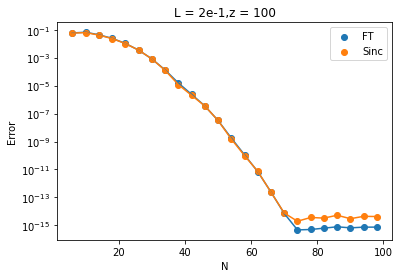 L = 2e-1,z = 100
FT
Sinc
Error
10⁻¹
10⁻³
10⁻⁵
10⁻⁷
10⁻⁹
10⁻¹¹
10⁻¹³
10⁻¹⁵
20
40
60
80
100
N